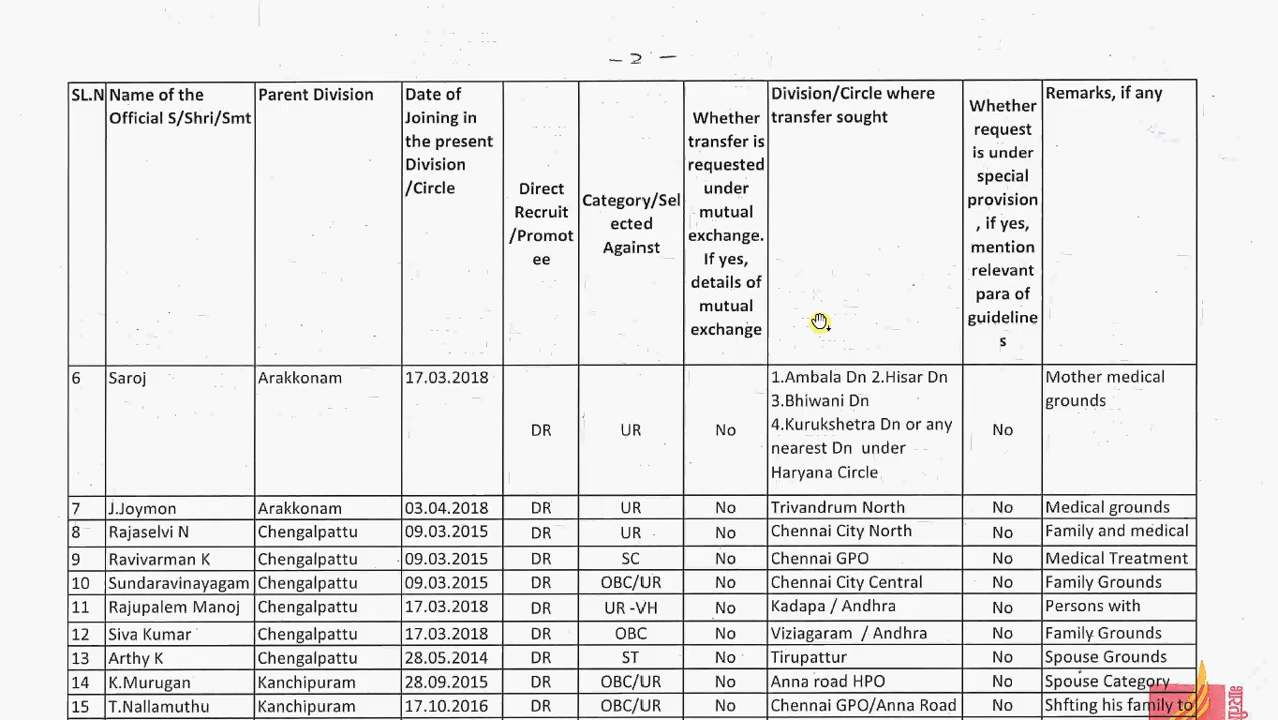 - 2 -
SL.N Name of the Official S/Shri/Smt Parent Division Date of Joining in the present Division /Circle Direct Recruit /Promotee Category/Selected Against Whether transfer is requested under mutual exchange. If yes, details of mutual exchange Division/Circle where transfer sought Whether request is under special provision, if yes, mention relevant para of guidelines Remarks, if any
6 Saroj Arakkonam 17.03.2018 DR UR No 1.Ambala Dn 2.Hisar Dn 3.Bhiwani Dn 4.Kurukshetra Dn or any nearest Dn under Haryana Circle No Mother medical grounds
7 J.Joymon Arakkonam 03.04.2018 DR UR No Trivandrum North No Medical grounds
8 Rajaselvi N Chengalpattu 09.03.2015 DR UR No Chennai City North No Family and medical
9 Ravivarman K Chengalpattu 09.03.2015 DR SC No Chennai GPO No Medical Treatment
10 Sundaravinayagam Chengalpattu 09.03.2015 DR OBC/UR No Chennai City Central No Family Grounds
11 Rajupalem Manoj Chengalpattu 17.03.2018 DR UR -VH No Kadapa / Andhra No Persons with
12 Siva Kumar Chengalpattu 17.03.2018 DR OBC No Viziagaram / Andhra No Family Grounds
13 Arthy K Chengalpattu 28.05.2014 DR ST No Tirupattur No Spouse Grounds
14 K.Murugan Kanchipuram 28.09.2015 DR OBC/UR No Anna road HPO No Spouse Category
15 T.Nallamuthu Kanchipuram 17.10.2016 DR OBC/UR No Chennai GPO/Anna Road No Shfting his family to